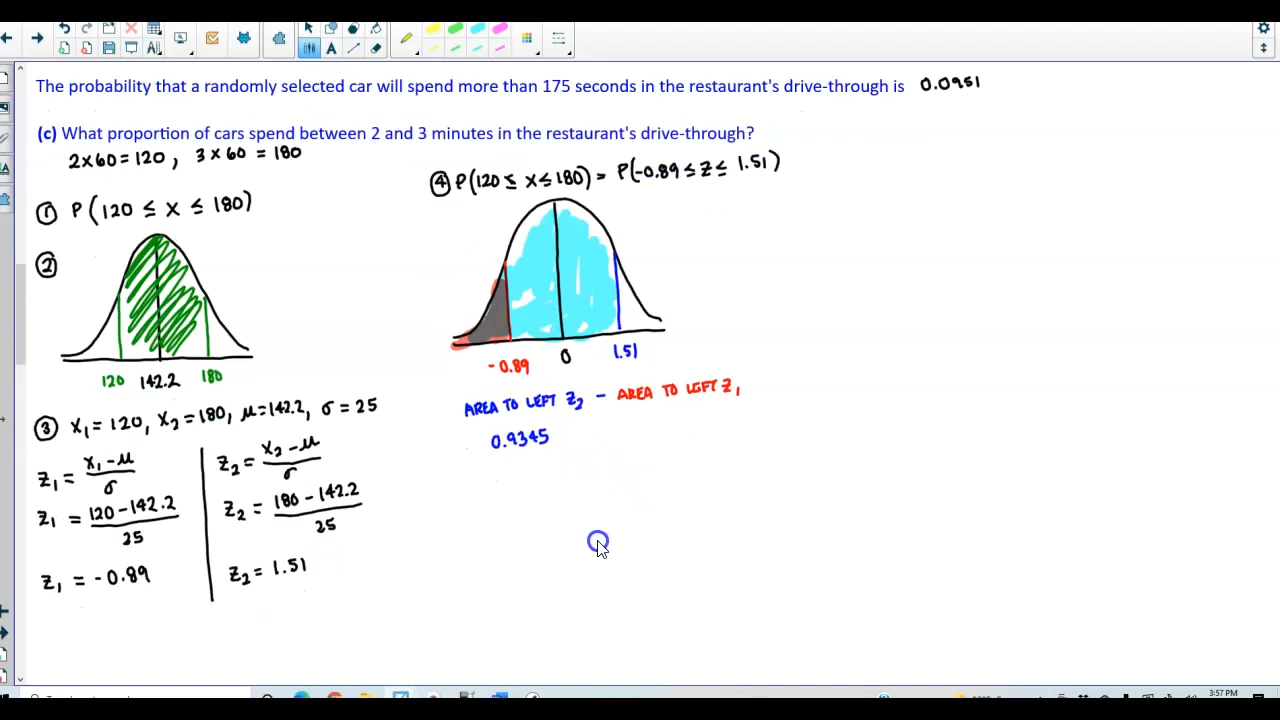 The probability that a randomly selected car will spend more than 175 seconds in the restaurant's drive-through is 0.0951
(c) What proportion of cars spend between 2 and 3 minutes in the restaurant's drive-through?
2x60=120, 3x60=180
① P(120 ≤ X ≤ 180)
②
120 142.2 180
③ X₁=120, X₂=180, μ=142.2, σ=25
Z₁ = (X₁-μ)/σ
Z₁ = (120-142.2)/25
Z₁ = -0.89
Z₂ = (X₂-μ)/σ
Z₂ = (180-142.2)/25
Z₂ = 1.51
④ P(120 ≤ X ≤ 180) = P(-0.89 ≤ Z ≤ 1.51)
-0.89 0 1.51
AREA TO LEFT Z₂ - AREA TO LEFT Z₁
0.9345
3:57 PM